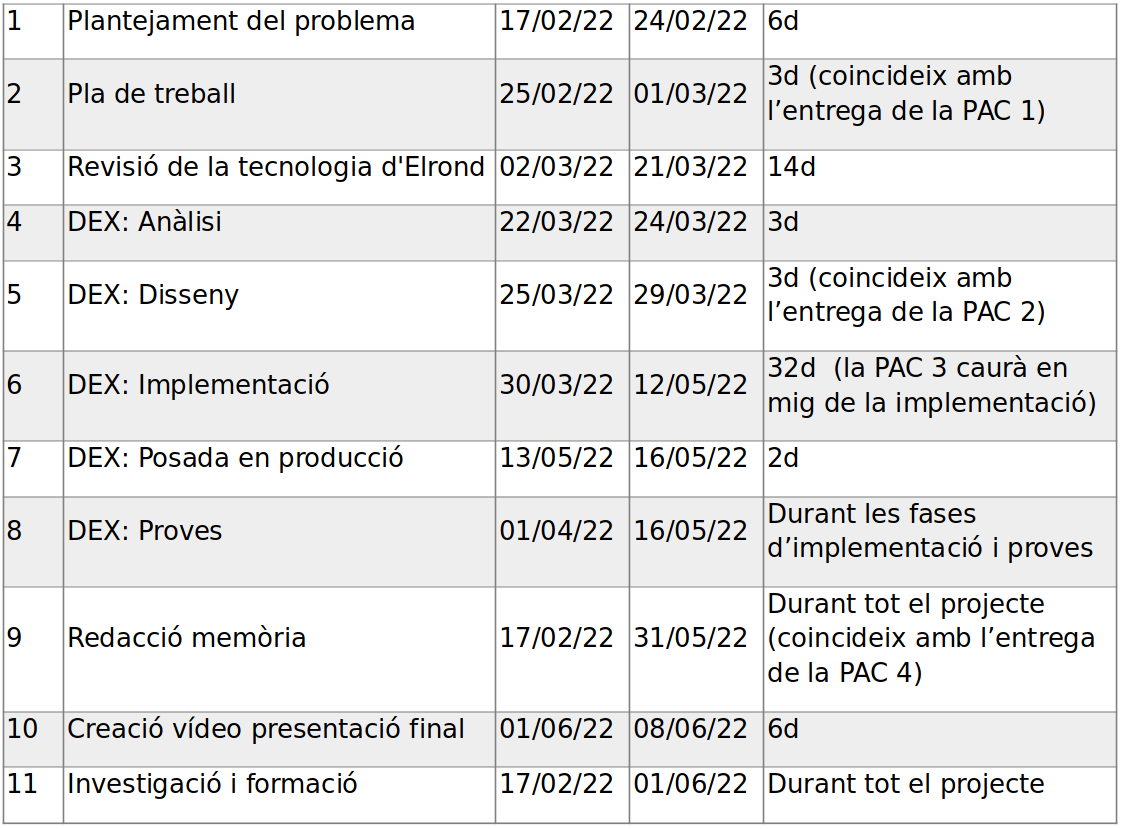 1 Plantejament del problema 17/02/22 24/02/22 6d
2 Pla de treball 25/02/22 01/03/22 3d (coincideix amb
l’entrega de la PAC 1)
3 Revisió de la tecnologia d'Elrond 02/03/22 21/03/22 14d
4 DEX: Anàlisi 22/03/22 24/03/22 3d
5 DEX: Disseny 25/03/22 29/03/22 3d (coincideix amb
l’entrega de la PAC 2)
6 DEX: Implementació 30/03/22 12/05/22 32d  (la PAC 3 caurà en
mig de la implementació)
7 DEX: Posada en producció 13/05/22 16/05/22 2d
8 DEX: Proves 01/04/22 16/05/22 Durant les fases
d’implementació i proves
9 Redacció memòria 17/02/22 31/05/22 Durant tot el projecte
(coincideix amb l’entrega
de la PAC 4)
10 Creació vídeo presentació final 01/06/22 08/06/22 6d
11 Investigació i formació 17/02/22 01/06/22 Durant tot el projecte